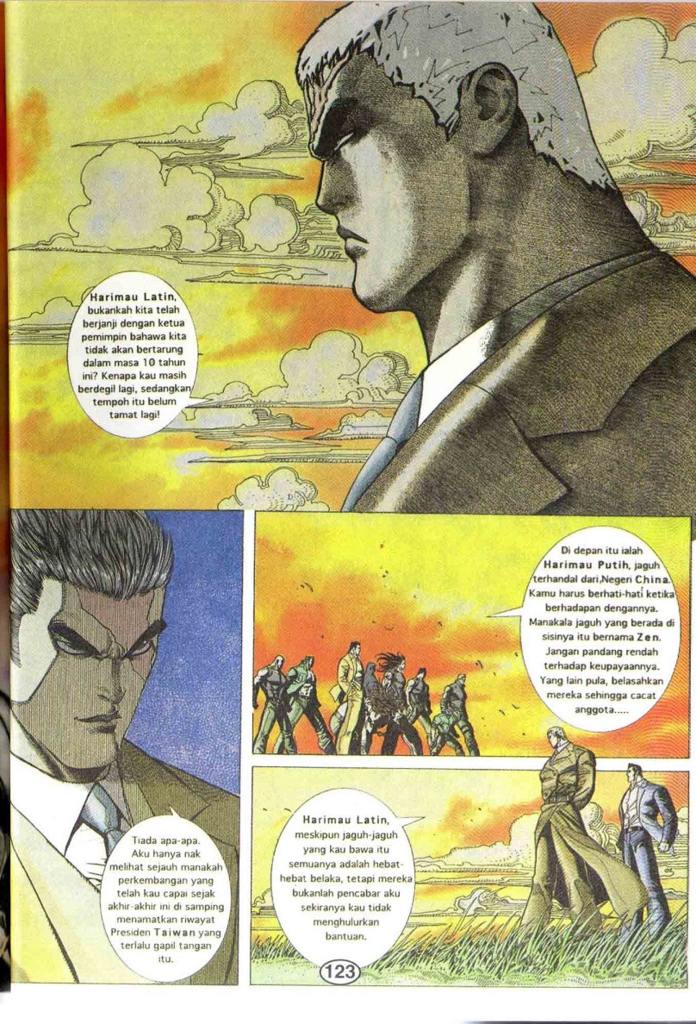 Harimau Latin,
bukankah kita telah
berjanji dengan ketua
pemimpin bahawa kita
tidak akan bertarung
dalam masa 10 tahun
ini? Kenapa kau masih
berdegil lagi, sedangkan
tempoh itu belum
tamat lagi!
Tiada apa-apa.
Aku hanya nak
melihat sejauh manakah
perkembangan yang
telah kau capai sejak
akhir-akhir ini di samping
menamatkan riwayat
Presiden Taiwan yang
terlalu gapil tangan
itu.
Di depan itu ialah
Harimau Putih, jaguh
terhandal dari,Negeri China.
Kamu harus berhati-hati ketika
berhadapan dengannya.
Manakala jaguh yang berada di
sisinya itu bernama Zen.
Jangan pandang rendah
terhadap keupayaannya.
Yang lain pula, belasahkan
mereka sehingga cacat
anggota.....
Harimau Latin,
meskipun jaguh-jaguh
yang kau bawa itu
semuanya adalah hebat-
hebat belaka, tetapi mereka
bukanlah pencabar aku
sekiranya kau tidak
menghulurkan
bantuan.
123